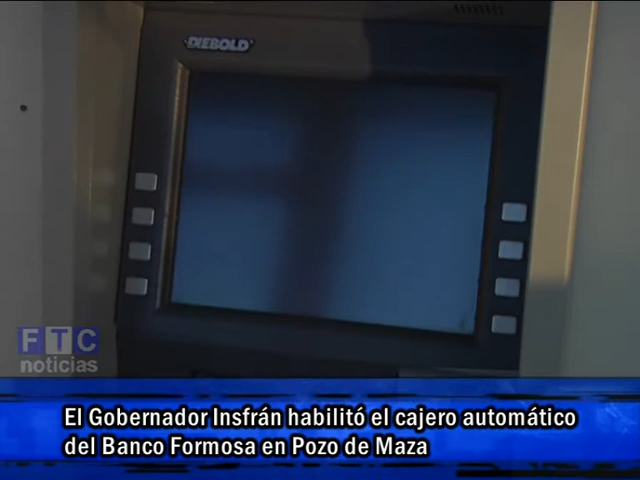 DIEBOLD
FTC
noticias
El Gobernador Insfrán habilitó el cajero automático
del Banco Formosa en Pozo de Maza